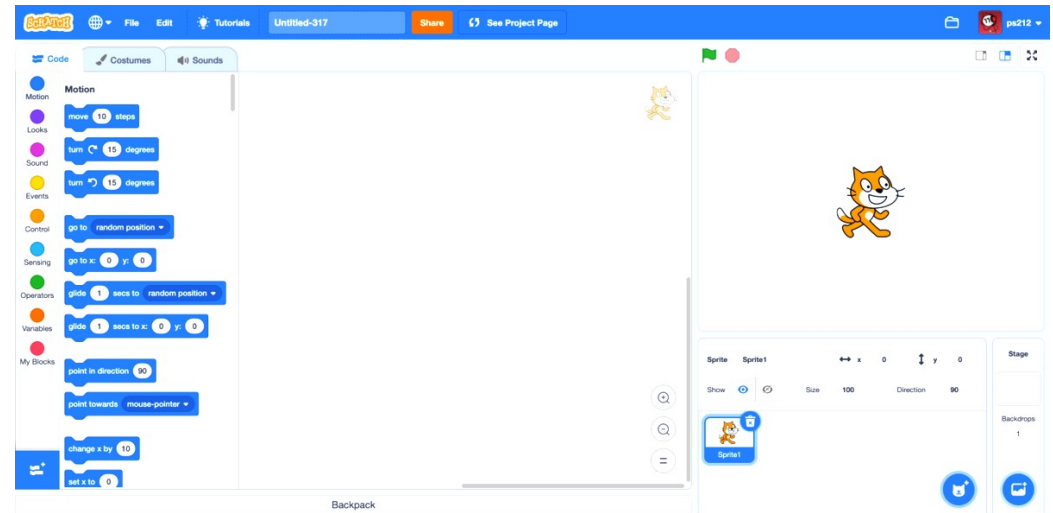 SCRATCH
File
Edit
Tutorials
Untitled-317
Share
See Project Page
ps212
Code
Costumes
Sounds
Motion
Looks
Sound
Events
Control
Sensing
Operators
Variables
My Blocks
Motion
move 10 steps
turn 15 degrees
turn 15 degrees
go to random position
go to x: 0 y: 0
glide 1 secs to random position
glide 1 secs to x: 0 y: 0
point in direction 90
point towards mouse-pointer
change x by 10
set x to 0
Backpack
Sprite Sprite1 x 0 y 0
Show Size 100 Direction 90
Sprite1
Stage
Backdrops
1